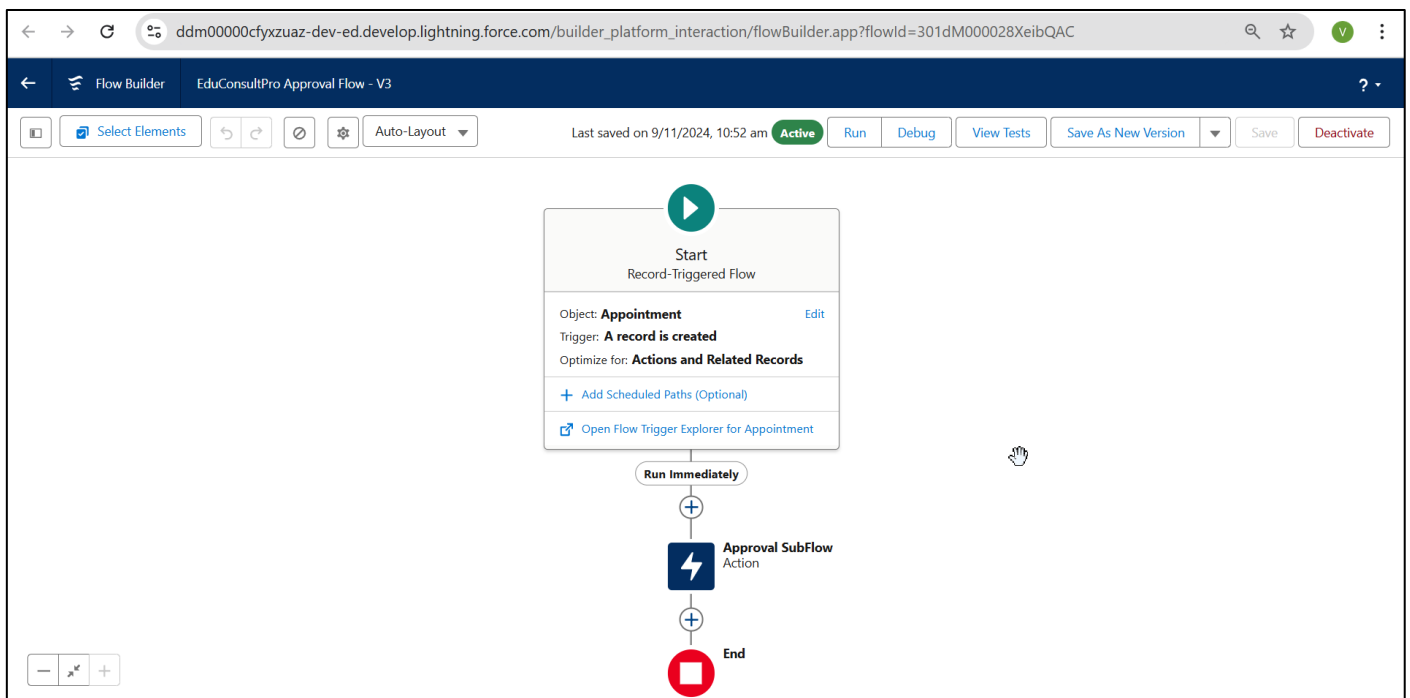 ddm00000cfyxzuaz-dev-ed.develop.lightning.force.com/builder_platform_interaction/flowBuilder.app?flowId=301dM000028XeibQAC
V
Flow Builder EduConsultPro Approval Flow - V3 ?
Select Elements Auto-Layout Last saved on 9/11/2024, 10:52 am Active Run Debug View Tests Save As New Version Save Deactivate
Start
Record-Triggered Flow
Object: Appointment Edit
Trigger: A record is created
Optimize for: Actions and Related Records
Add Scheduled Paths (Optional)
Open Flow Trigger Explorer for Appointment
Run Immediately
Approval SubFlow
Action
End